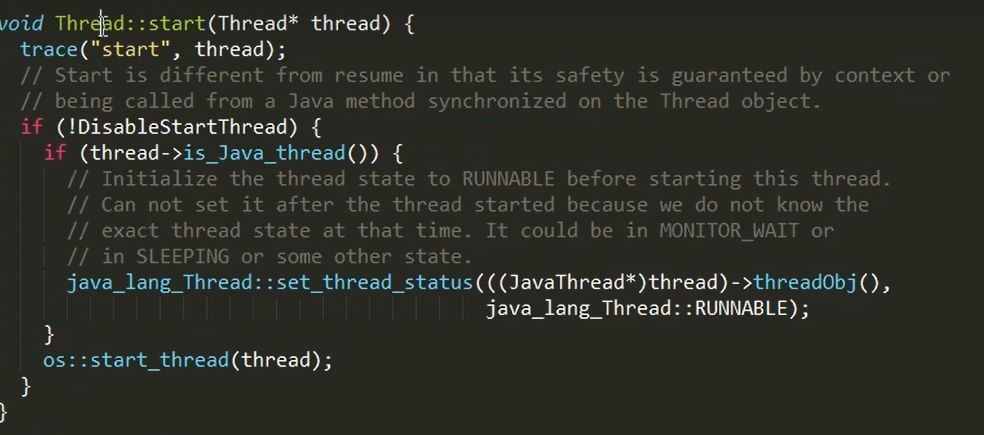 void Thread::start(Thread* thread) {
trace("start", thread);
// Start is different from resume in that its safety is guaranteed by context or
// being called from a Java method synchronized on the Thread object.
if (!DisableStartThread) {
if (thread->is_Java_thread()) {
// Initialize the thread state to RUNNABLE before starting this thread.
// Can not set it after the thread started because we do not know the
// exact thread state at that time. It could be in MONITOR_WAIT or
// in SLEEPING or some other state.
java_lang_Thread::set_thread_status(((JavaThread*)thread)->threadObj(),
java_lang_Thread::RUNNABLE);
}
os::start_thread(thread);
}
}